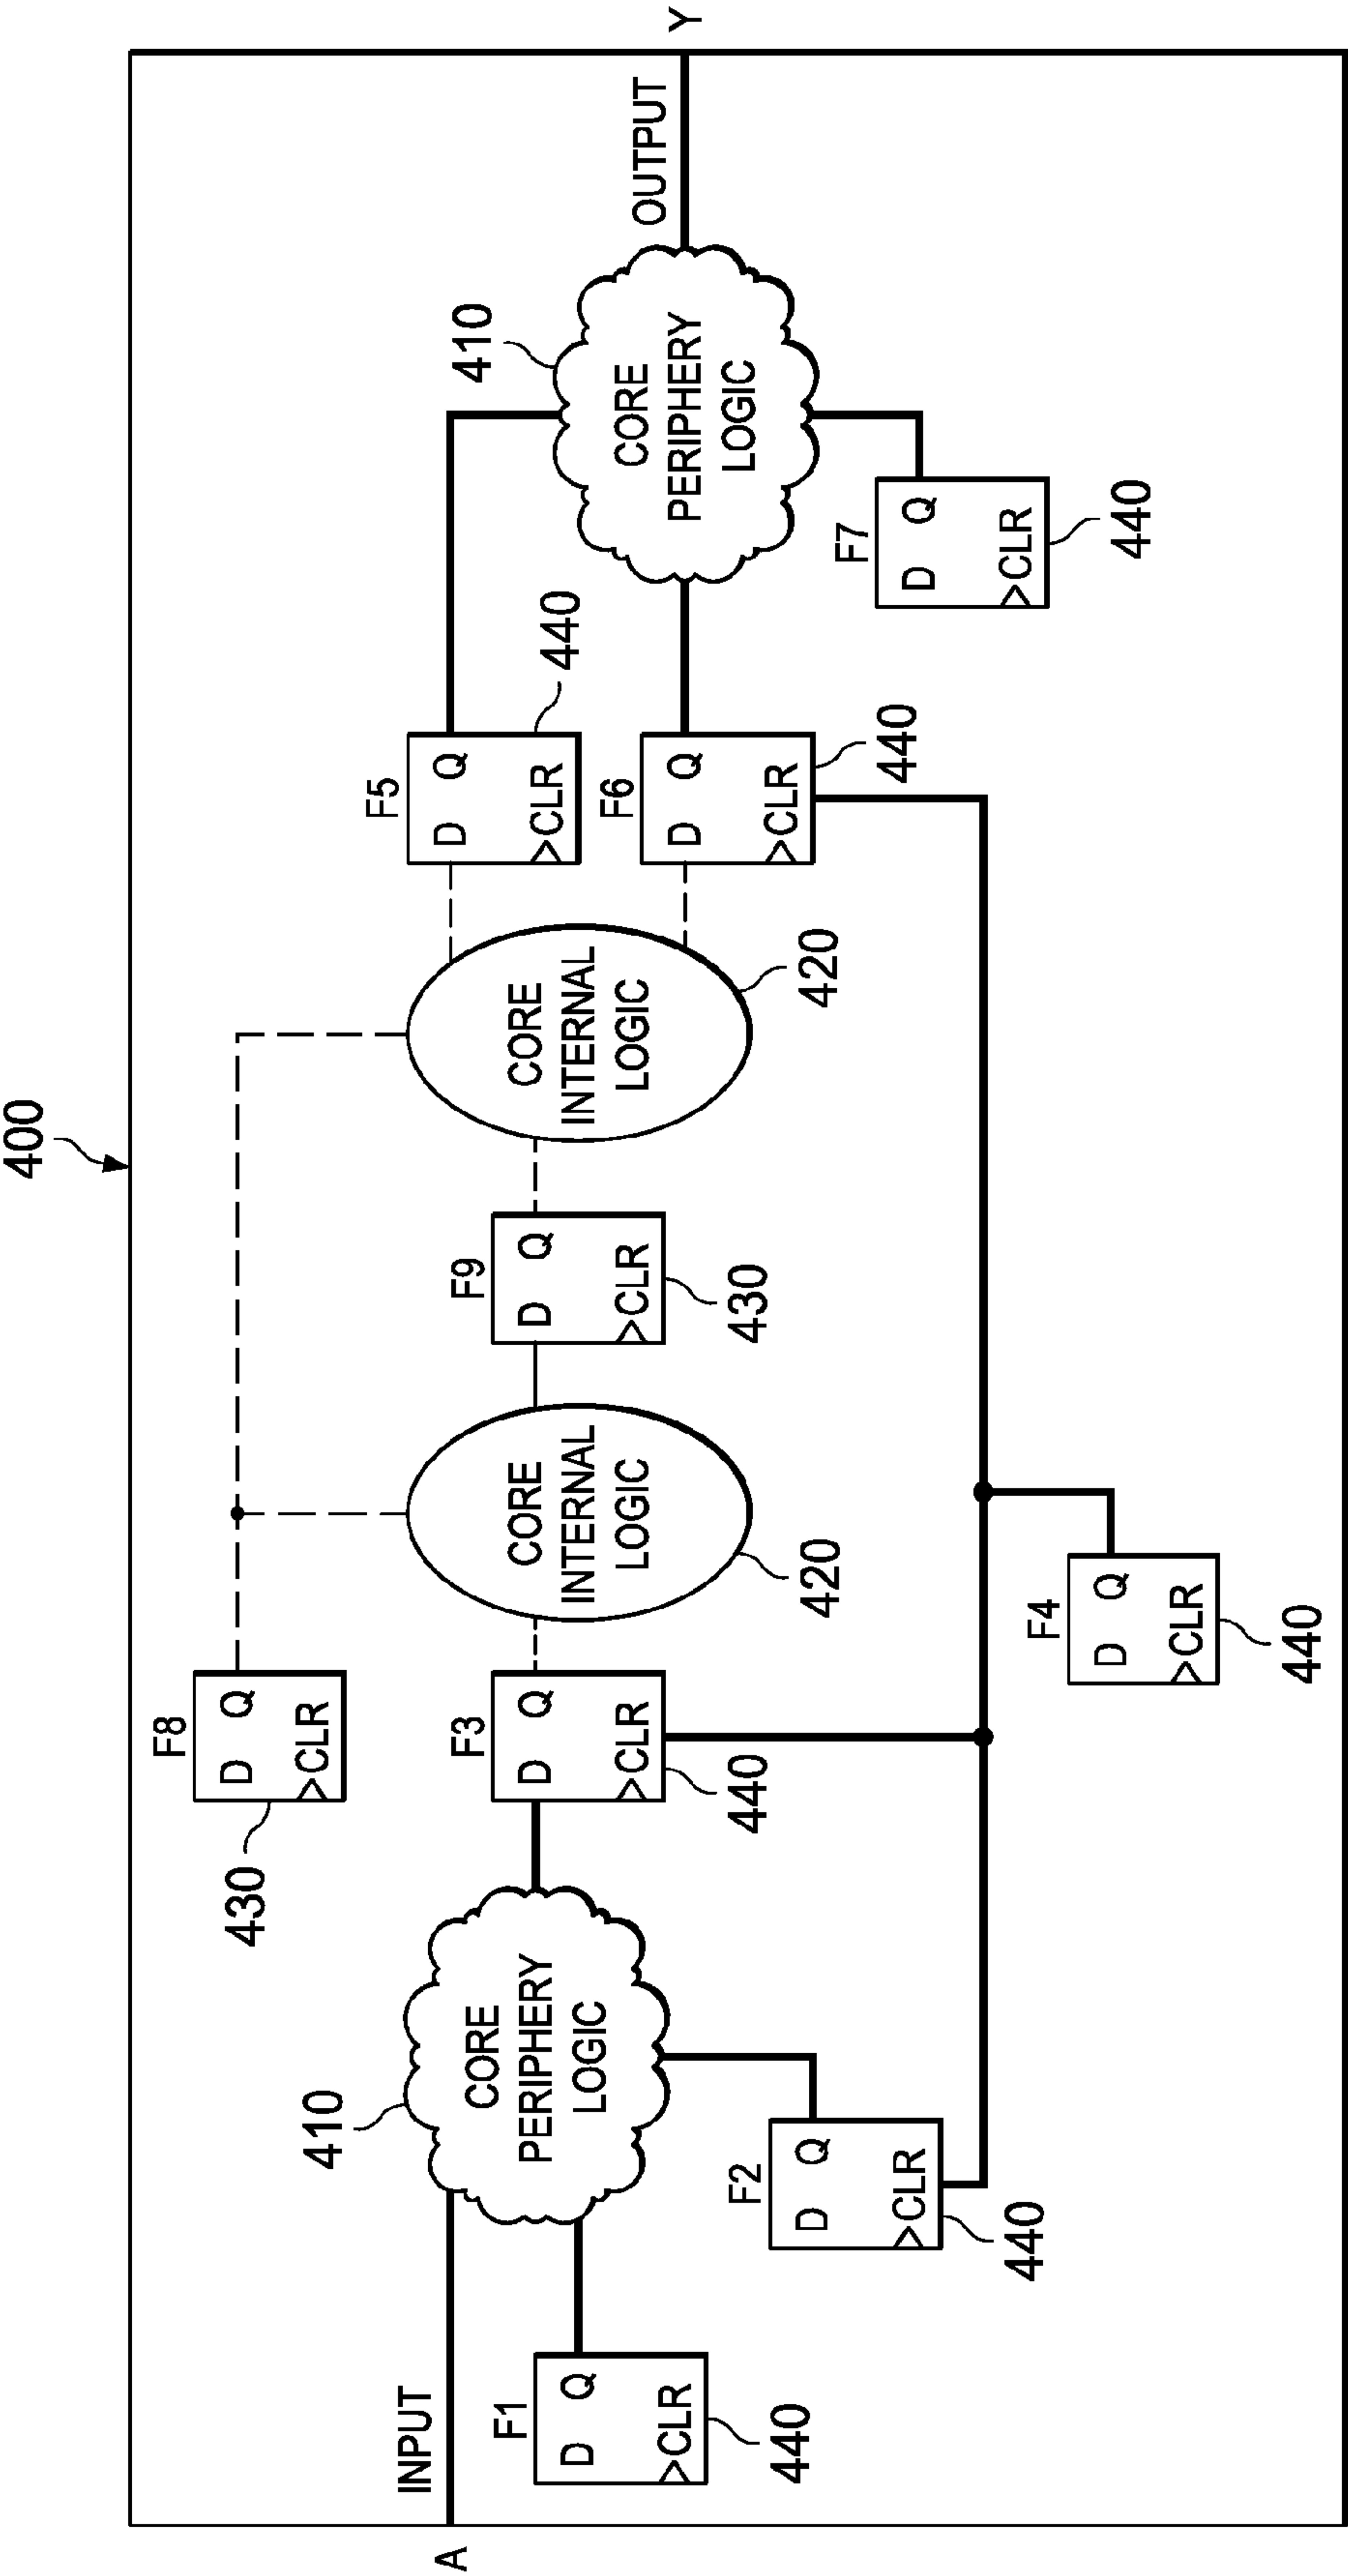 400
A
INPUT
F1
D Q
CLR
440
410
CORE
PERIPHERY
LOGIC
F2
D Q
CLR
440
F8
D Q
CLR
430
F3
D Q
CLR
440
CORE
INTERNAL
LOGIC
420
F4
D Q
CLR
440
F9
D Q
CLR
430
CORE
INTERNAL
LOGIC
420
F5
D Q
CLR
440
F6
D Q
CLR
440
410
CORE
PERIPHERY
LOGIC
F7
D Q
CLR
440
OUTPUT
Y